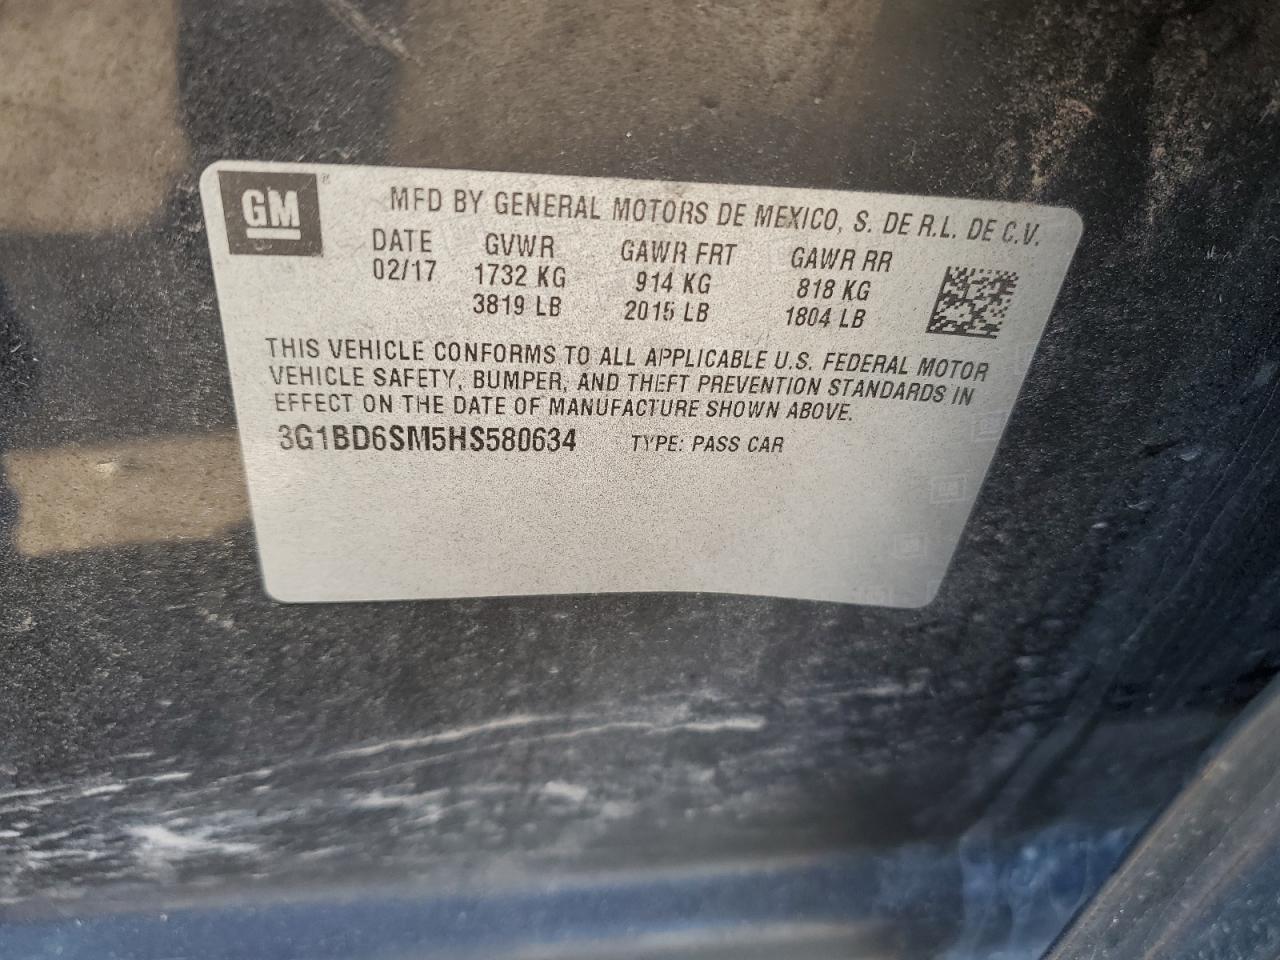 GM
MFD BY GENERAL MOTORS DE MEXICO, S. DE R.L. DE C.V.
DATE GVWR GAWR FRT GAWR RR
02/17 1732 KG 914 KG 818 KG
3819 LB 2015 LB 1804 LB
THIS VEHICLE CONFORMS TO ALL APPLICABLE U.S. FEDERAL MOTOR
VEHICLE SAFETY, BUMPER, AND THEFT PREVENTION STANDARDS IN
EFFECT ON THE DATE OF MANUFACTURE SHOWN ABOVE.
3G1BD6SM5HS580634 TYPE: PASS CAR